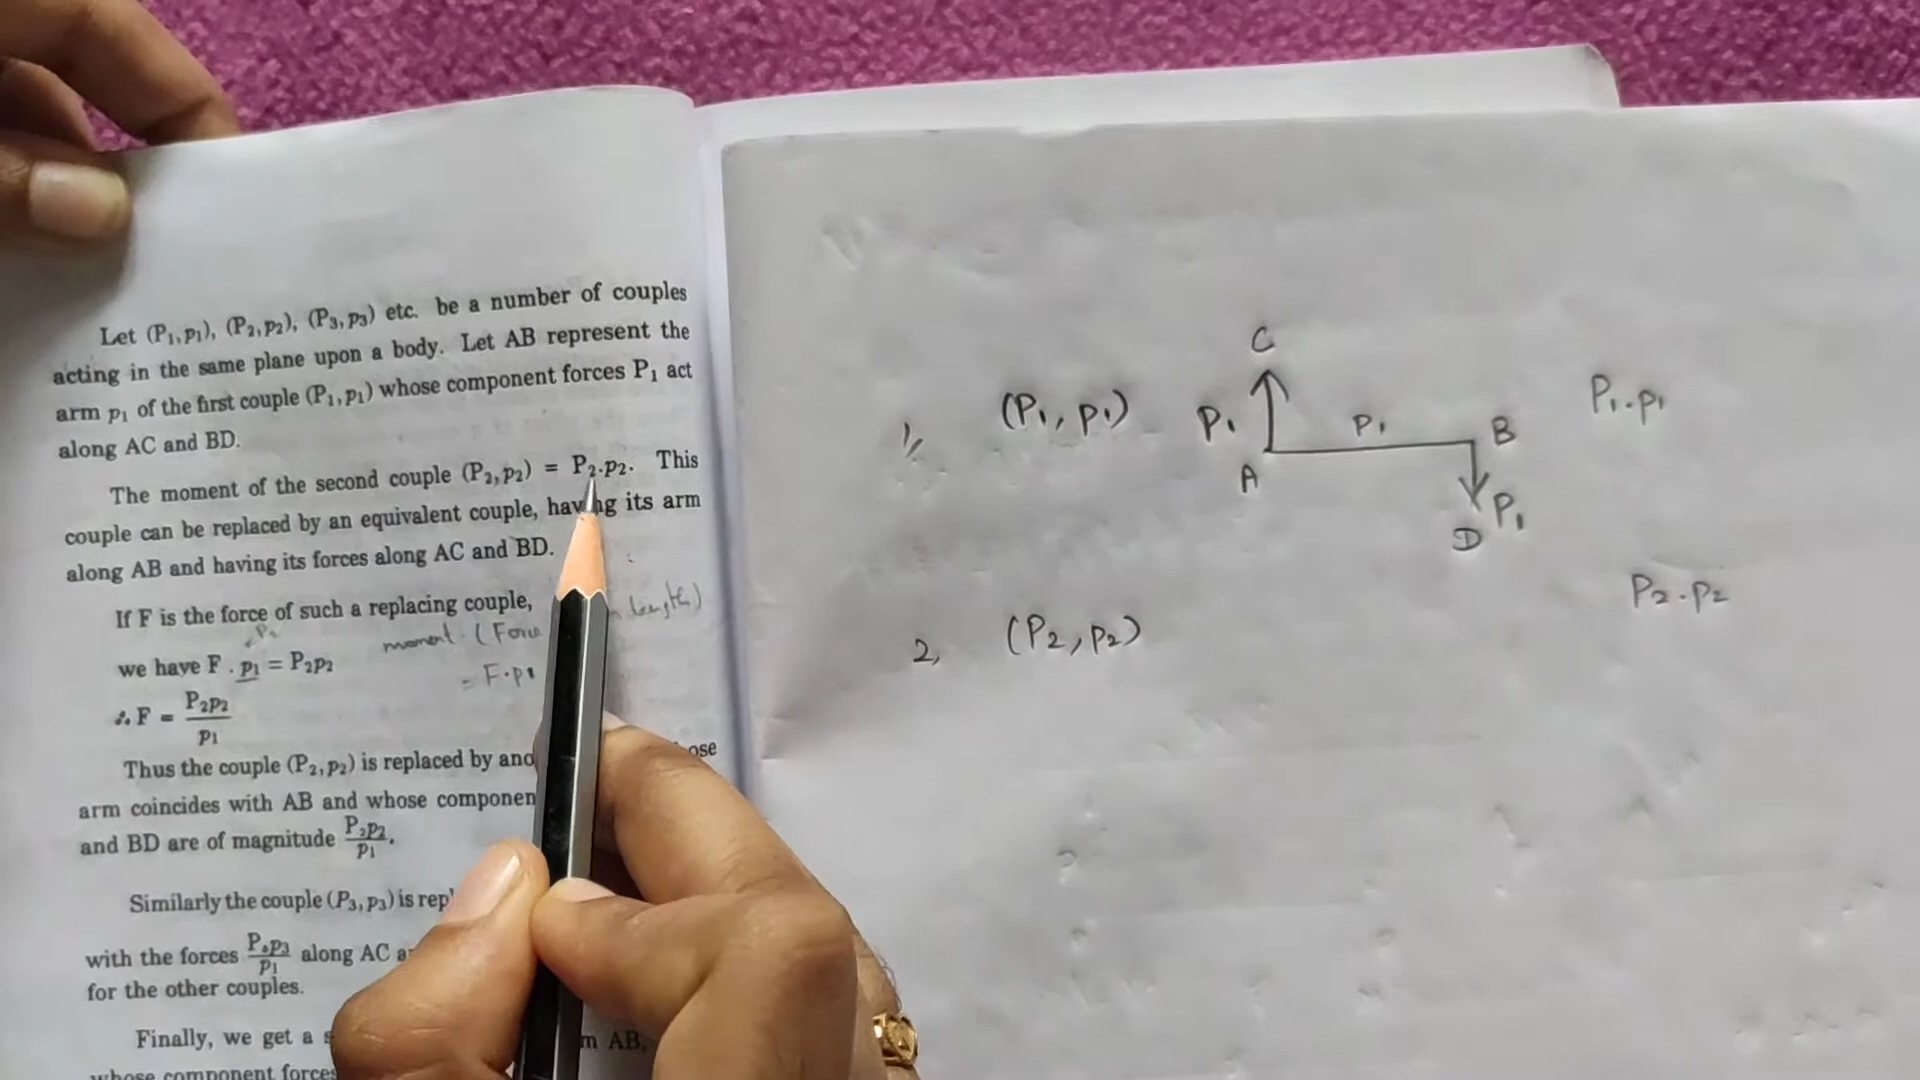 Let (P₁,p₁), (P₂,p₂), (P₃,p₃) etc. be a number of couples
acting in the same plane upon a body. Let AB represent the
arm p₁ of the first couple (P₁,p₁) whose component forces P₁ act
along AC and BD.
The moment of the second couple (P₂,p₂) = P₂.p₂. This
couple can be replaced by an equivalent couple, having its arm
along AB and having its forces along AC and BD.
If F is the force of such a replacing couple,
length)
moment - (Force
we have F . p₁ = P₂p₂
= F.p₁
∴ F = P₂p₂
p₁
Thus the couple (P₂,p₂) is replaced by
arm coincides with AB and whose
and BD are of magnitude P₂p₂.
p₁
Similarly the couple (P₃,p₃) is
with the forces P₃p₃ along AC
p₁
for the other couples.
Finally, we get a
AB,
whose component forces
C
1, (P₁, p₁) P₁ p₁ B P₁.p₁
A
P₁
D
P₂.p₂
2, (P₂, p₂)